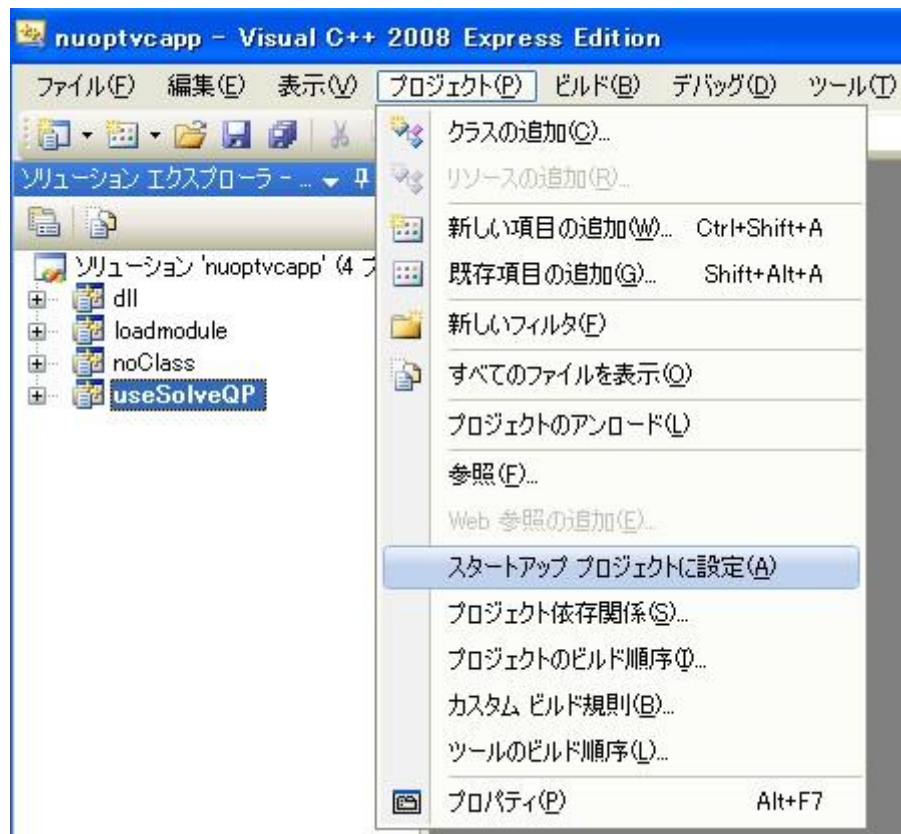 nuoptvcapp - Visual C++ 2008 Express Edition
ファイル(F) 編集(E) 表示(V) プロジェクト(P) ビルド(B) デバッグ(D) ツール(T)
ソリューション エクスプローラ - ...
ソリューション 'nuoptvcapp' (4 プ
dll
loadmodule
noClass
useSolveQP
クラスの追加(C)...
リソースの追加(R)...
新しい項目の追加(W)... Ctrl+Shift+A
既存項目の追加(G)... Shift+Alt+A
新しいフィルタ(F)
すべてのファイルを表示(O)
プロジェクトのアンロード(L)
参照(F)...
Web 参照の追加(E)...
スタートアップ プロジェクトに設定(A)
プロジェクト依存関係(S)...
プロジェクトのビルド順序(I)...
カスタム ビルド規則(B)...
ツールのビルド順序(L)...
プロパティ(P) Alt+F7